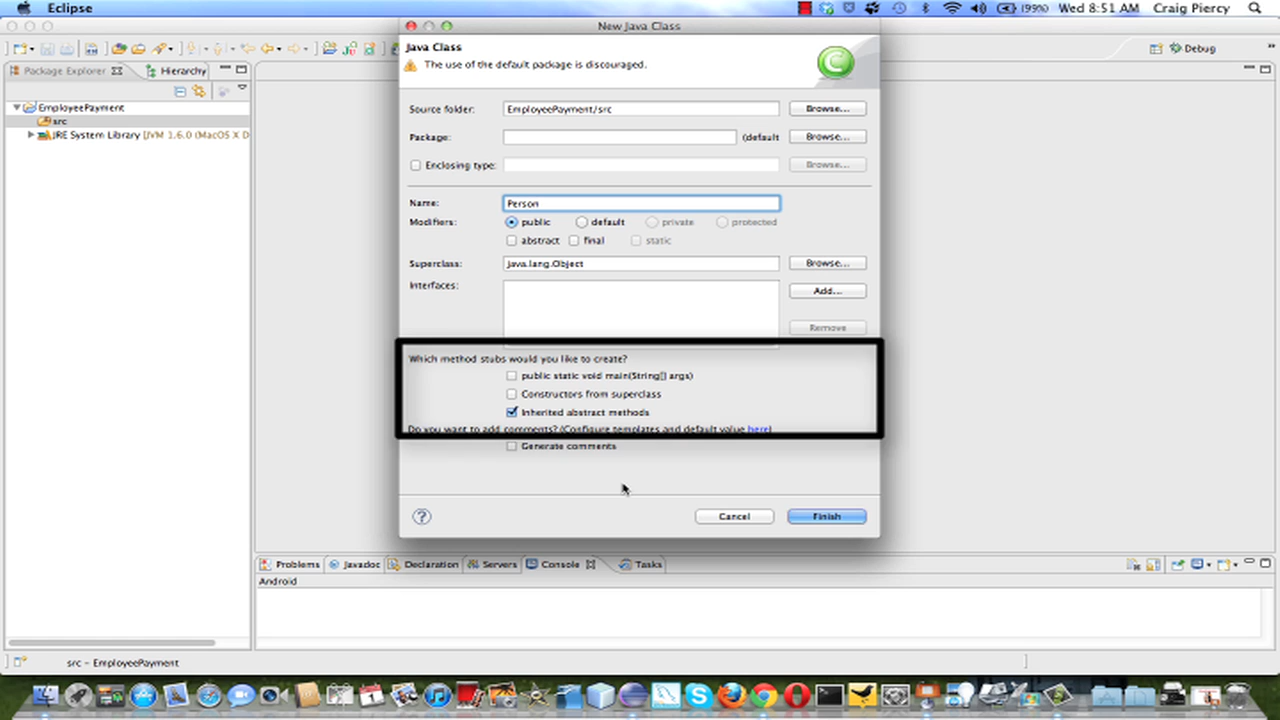 Eclipse (99%) Wed 8:51 AM Craig Piercy
New Java Class
Java Class
The use of the default package is discouraged.
Debug
Package Explorer Hierarchy
EmployeePayment
src
JRE System Library [JVM 1.6.0 (MacOS X D
Source folder: EmployeePayment/src Browse...
Package: (default Browse...
Enclosing type: Browse...
Name: Person
Modifiers: public default private protected
abstract final static
Superclass: java.lang.Object Browse...
Interfaces: Add...
Remove
Which method stubs would you like to create?
public static void main(String[] args)
Constructors from superclass
Inherited abstract methods
Do you want to add comments? (Configure templates and default value here)
Generate comments
Cancel Finish
Problems Javadoc Declaration Servers Console Tasks
Android
src - EmployeePayment